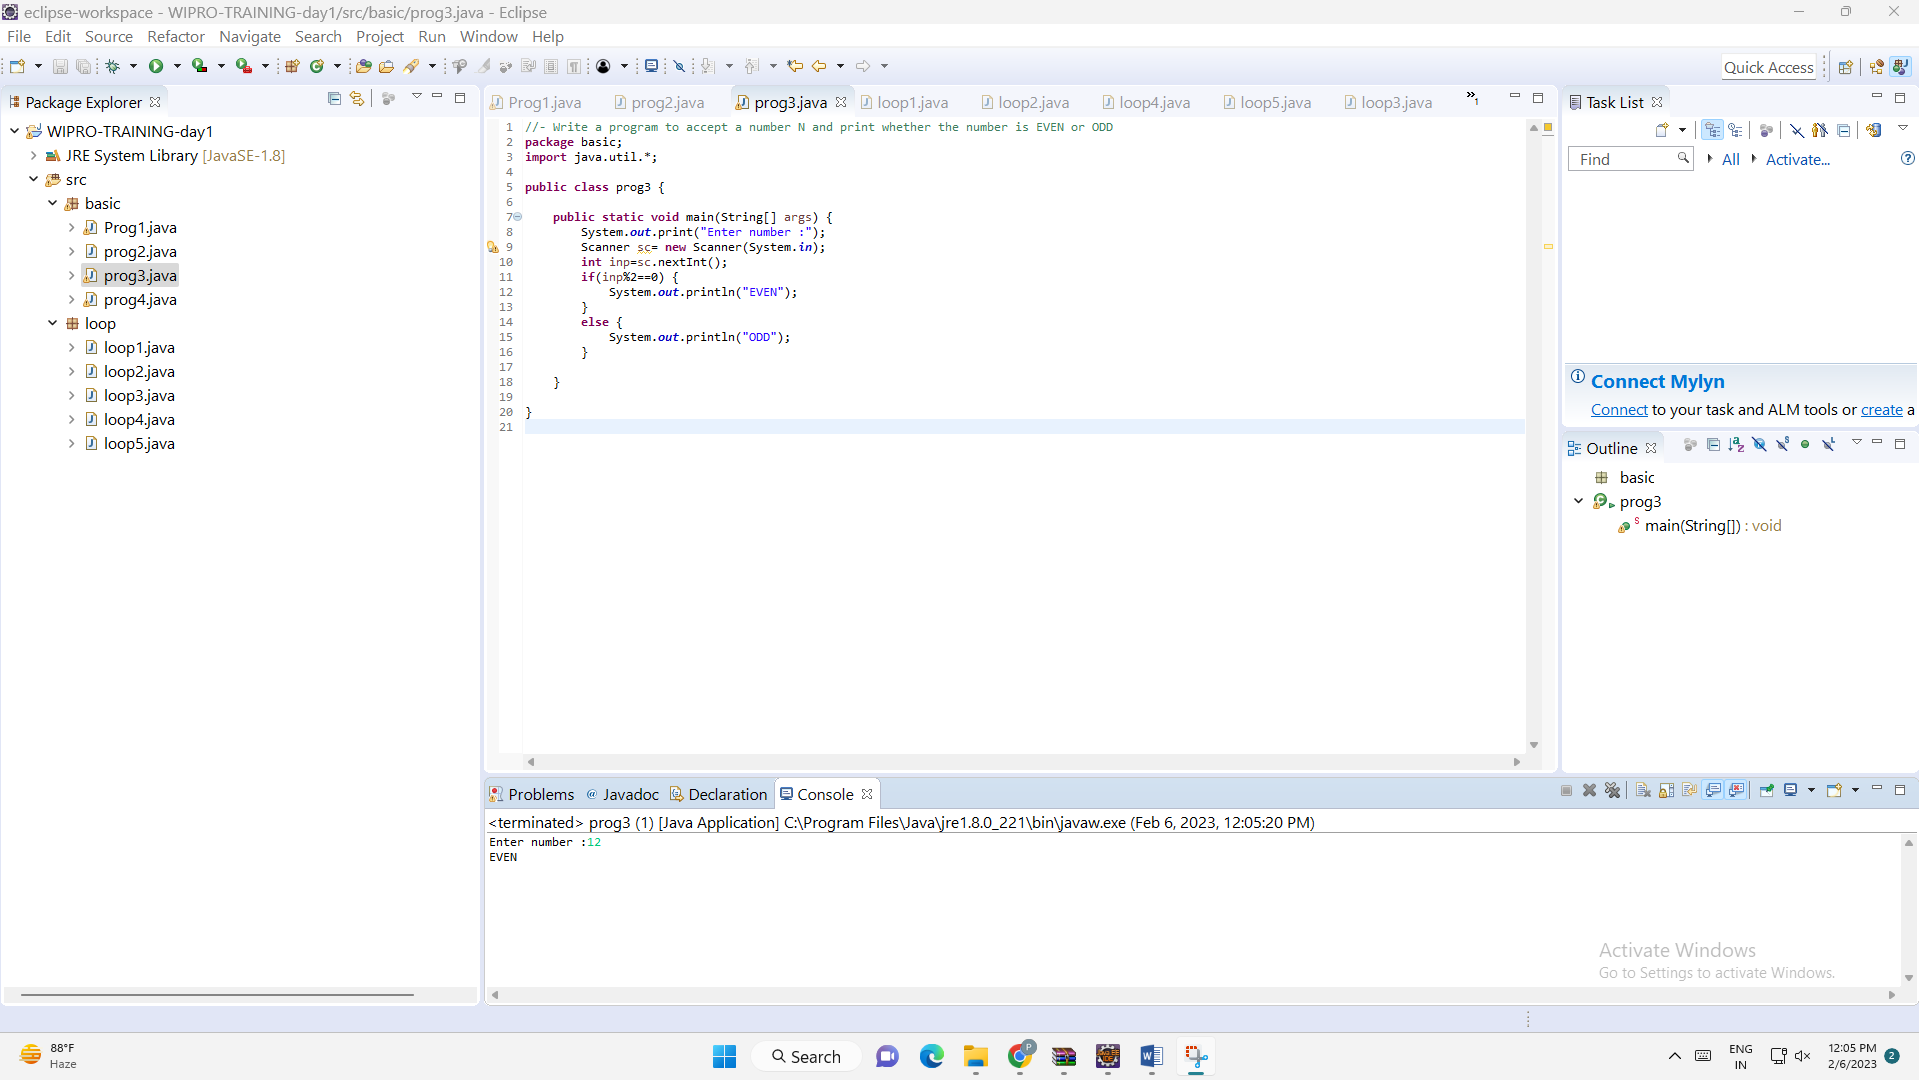 eclipse-workspace - WIPRO-TRAINING-day1/src/basic/prog3.java - Eclipse
File Edit Source Refactor Navigate Search Project Run Window Help
Quick Access
Package Explorer
WIPRO-TRAINING-day1
JRE System Library [JavaSE-1.8]
src
basic
Prog1.java
prog2.java
prog3.java
prog4.java
loop
loop1.java
loop2.java
loop3.java
loop4.java
loop5.java
Prog1.java prog2.java prog3.java loop1.java loop2.java loop4.java loop5.java loop3.java »1
1 //- Write a program to accept a number N and print whether the number is EVEN or ODD
2 package basic;
3 import java.util.*;
4
5 public class prog3 {
6
7 public static void main(String[] args) {
8 System.out.print("Enter number :");
9 Scanner sc= new Scanner(System.in);
10 int inp=sc.nextInt();
11 if(inp%2==0) {
12 System.out.println("EVEN");
13 }
14 else {
15 System.out.println("ODD");
16 }
17
18 }
19
20 }
21
Task List
Find All Activate...
Connect Mylyn
Connect to your task and ALM tools or create a
Outline
basic
prog3
main(String[]) : void
Problems @ Javadoc Declaration Console
<terminated> prog3 (1) [Java Application] C:\Program Files\Java\jre1.8.0_221\bin\javaw.exe (Feb 6, 2023, 12:05:20 PM)
Enter number :12
EVEN
Activate Windows
Go to Settings to activate Windows.
88°F
Haze
Search
P
ENG
IN
12:05 PM
2/6/2023
2